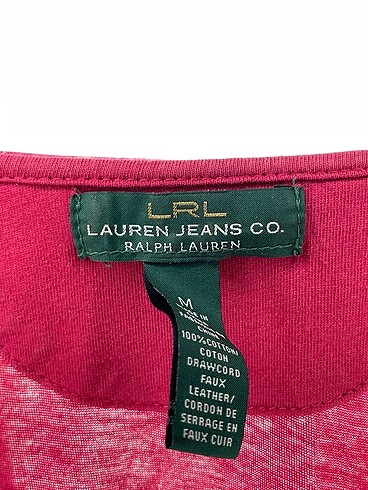 LRL
LAUREN JEANS CO.
RALPH LAUREN
M
100% COTTON/
COTON
DRAWCORD
FAUX
LEATHER/
CORDON DE
SERRAGE EN
FAUX CUIR